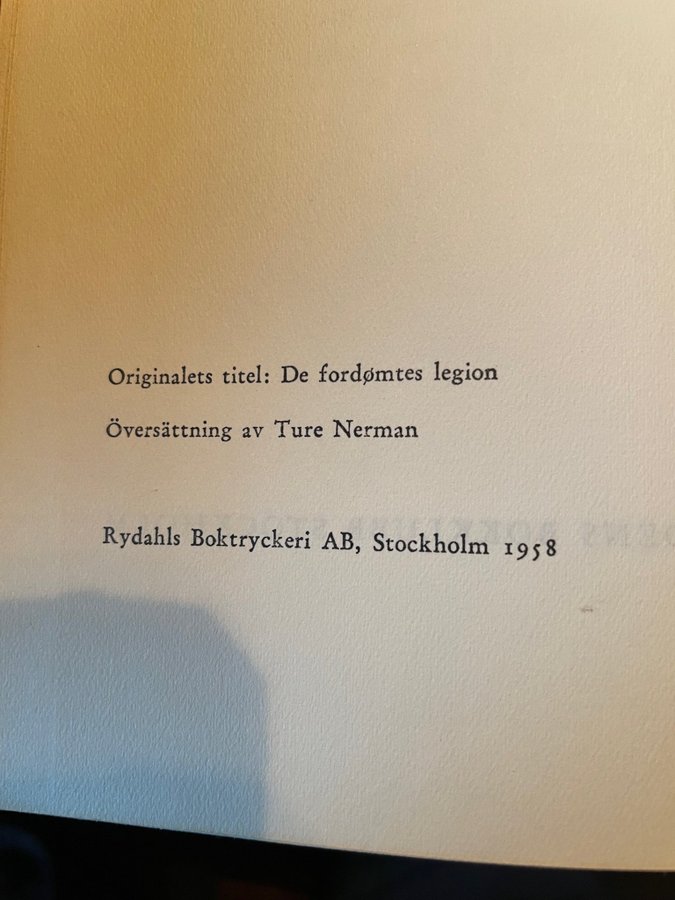 Originalets titel: De fordømtes legion
Översättning av Ture Nerman
Rydahls Boktryckeri AB, Stockholm 1958